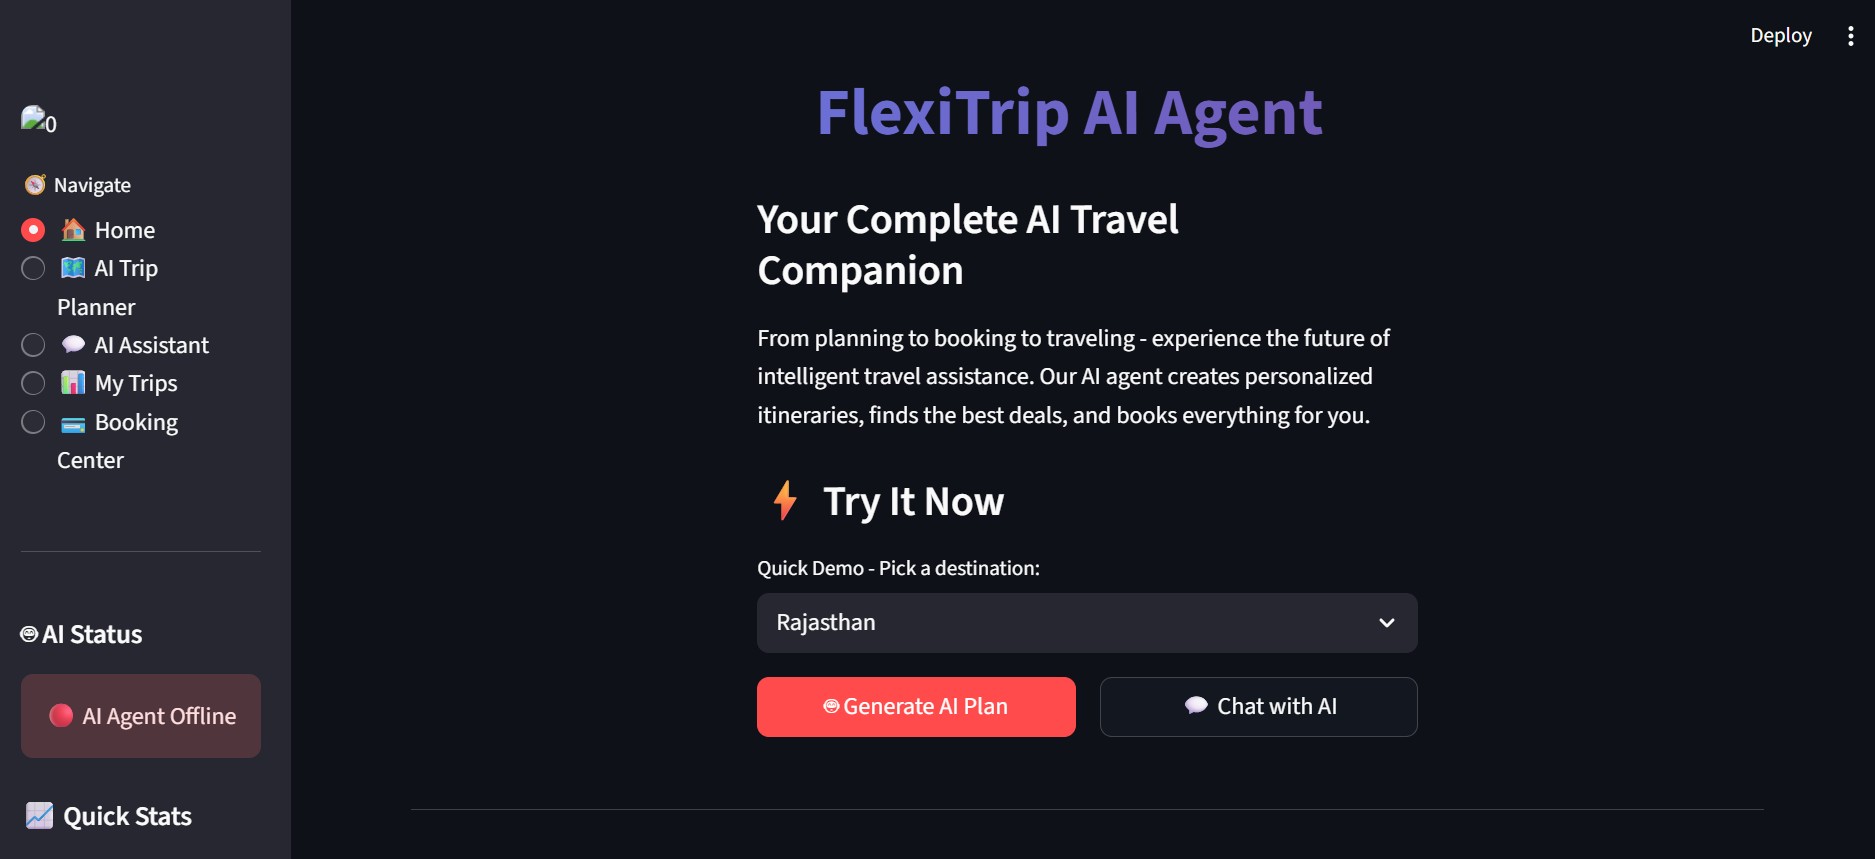 Deploy
0
Navigate
Home
AI Trip
Planner
AI Assistant
My Trips
Booking
Center
AI Status
AI Agent Offline
Quick Stats
FlexiTrip AI Agent
Your Complete AI Travel
Companion
From planning to booking to traveling - experience the future of
intelligent travel assistance. Our AI agent creates personalized
itineraries, finds the best deals, and books everything for you.
Try It Now
Quick Demo - Pick a destination:
Rajasthan
Generate AI Plan
Chat with AI